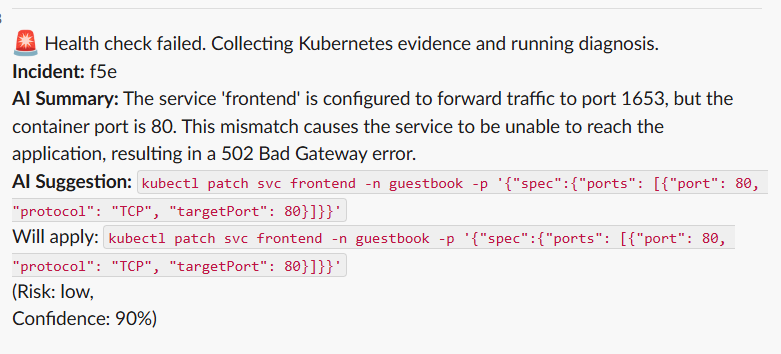 🚨 Health check failed. Collecting Kubernetes evidence and running diagnosis.
Incident: f5e
AI Summary: The service 'frontend' is configured to forward traffic to port 1653, but the
container port is 80. This mismatch causes the service to be unable to reach the
application, resulting in a 502 Bad Gateway error.
AI Suggestion: kubectl patch svc frontend -n guestbook -p '{"spec":{"ports": [{"port": 80,
"protocol": "TCP", "targetPort": 80}]}}'
Will apply: kubectl patch svc frontend -n guestbook -p '{"spec":{"ports": [{"port": 80,
"protocol": "TCP", "targetPort": 80}]}}'
(Risk: low,
Confidence: 90%)